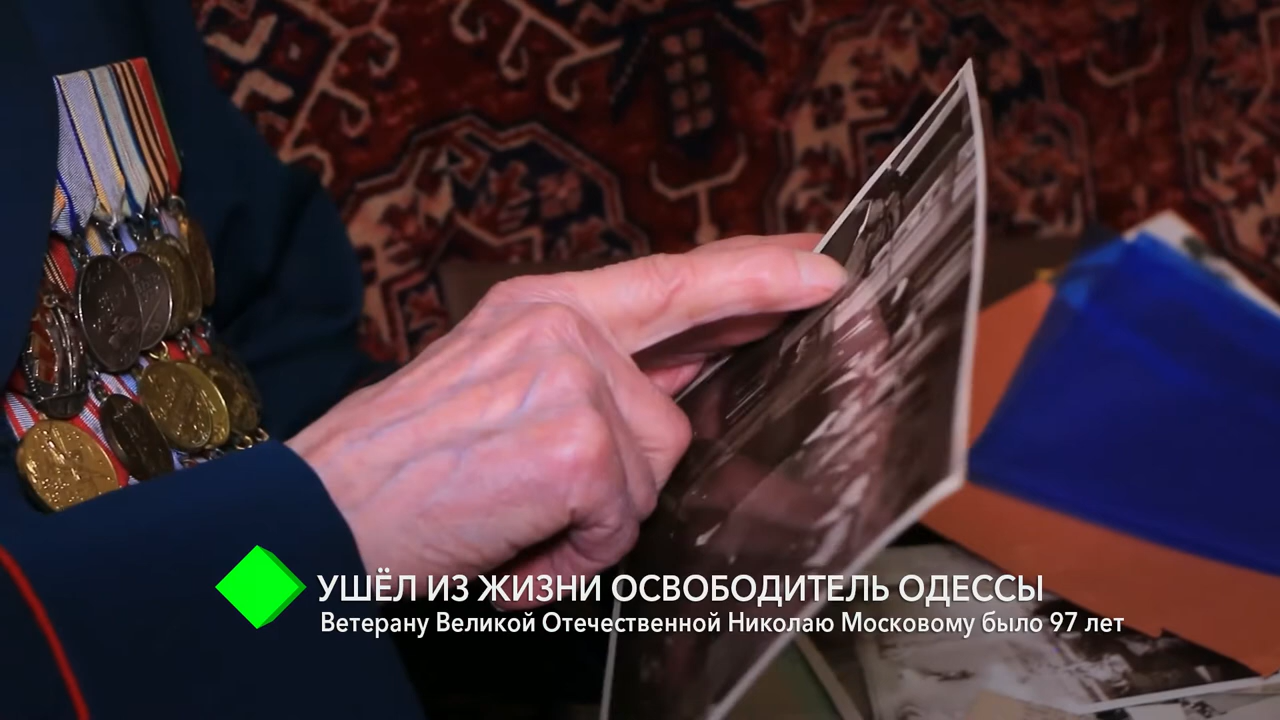 УШЁЛ ИЗ ЖИЗНИ ОСВОБОДИТЕЛЬ ОДЕССЫ
Ветерану Великой Отечественной Николаю Московому было 97 лет